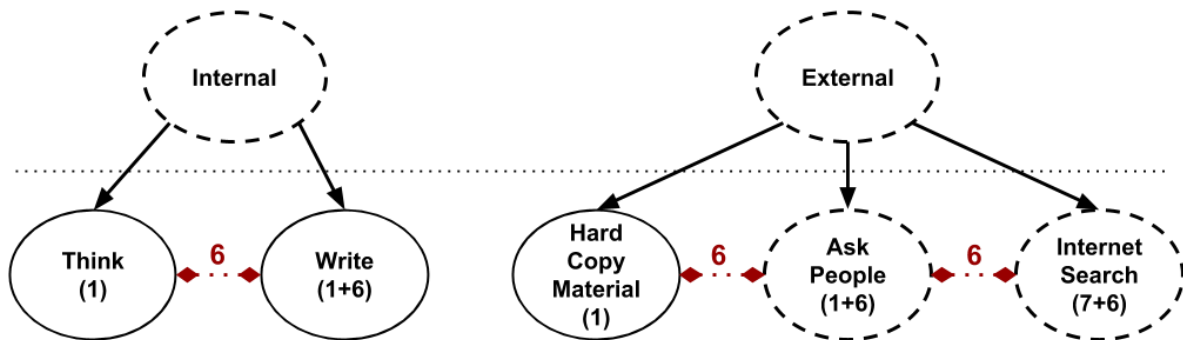 Internal
External
Think
(1)
6
Write
(1+6)
Hard
Copy
Material
(1)
6
Ask
People
(1+6)
6
Internet
Search
(7+6)